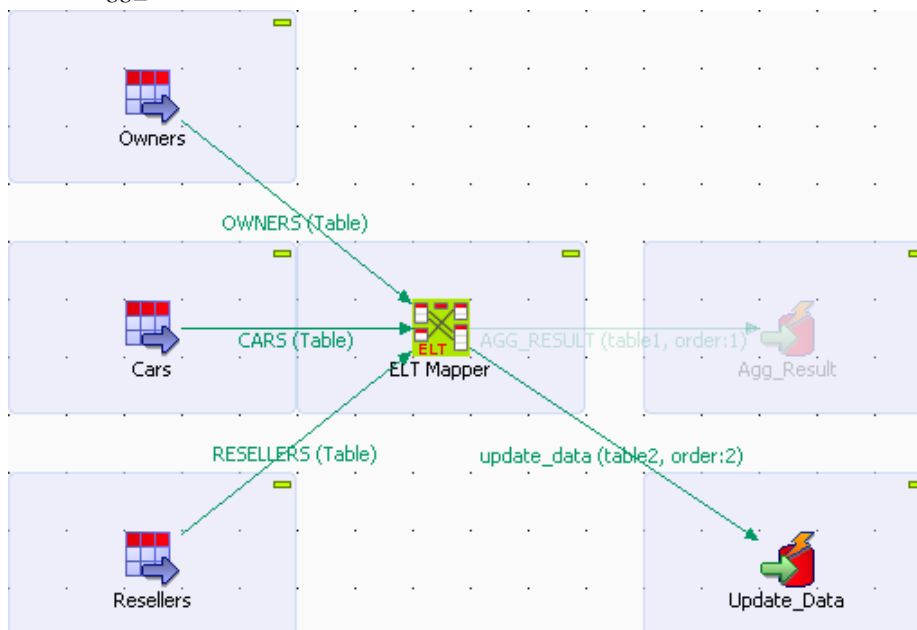 Owners
OWNERS (Table)
CARS (Table)
AGG_RESULT (table1, order:1)
ELT
Cars
ELT Mapper
Agg_Result
RESELLERS (Table)
update_data (table2, order:2)
Resellers
Update_Data